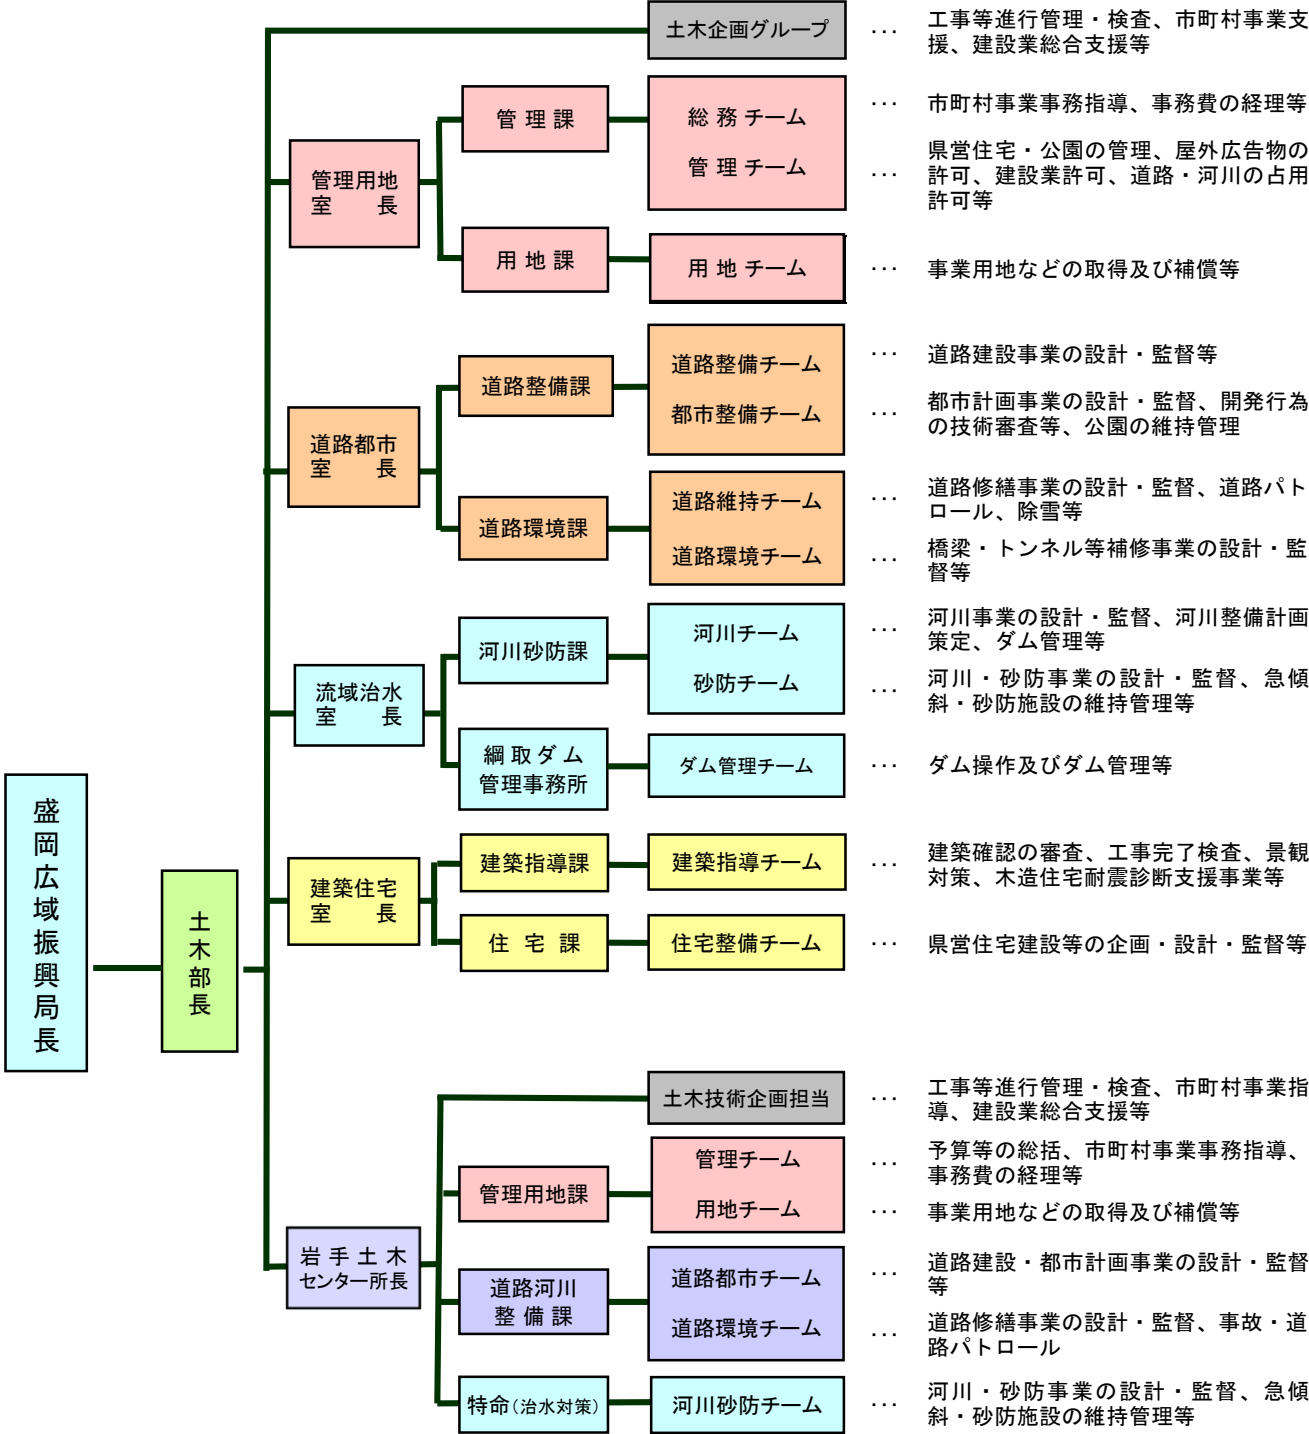 土木企画グループ
･･･
工事等進行管理・検査、市町村事業支
援、建設業総合支援等
管理用地
室　　長
管 理 課
総 務 チーム
･･･
市町村事業事務指導、事務費の経理等
管 理 チーム
･･･
県営住宅・公園の管理、屋外広告物の
許可、建設業許可、道路・河川の占用
許可等
用 地 課
用 地 チーム
･･･
事業用地などの取得及び補償等
道路都市
室　　長
道路整備課
道路整備チーム
･･･
道路建設事業の設計・監督等
都市整備チーム
･･･
都市計画事業の設計・監督、開発行為
の技術審査等、公園の維持管理
道路環境課
道路維持チーム
･･･
道路修繕事業の設計・監督、道路パト
ロール、除雪等
道路環境チーム
･･･
橋梁・トンネル等補修事業の設計・監
督等
流域治水
室　　長
河川砂防課
河川チーム
･･･
河川事業の設計・監督、河川整備計画
策定、ダム管理等
砂防チーム
･･･
河川・砂防事業の設計・監督、急傾
斜・砂防施設の維持管理等
綱 取 ダ ム
管理事務所
ダム管理チーム
･･･
ダム操作及びダム管理等
盛岡広域振興局長
土木部長
建築住宅
室　　長
建築指導課
建築指導チーム
･･･
建築確認の審査、工事完了検査、景観
対策、木造住宅耐震診断支援事業等
住 宅 課
住宅整備チーム
･･･
県営住宅建設等の企画・設計・監督等
岩 手 土 木
センター所長
土木技術企画担当
･･･
工事等進行管理・検査、市町村事業指
導、建設業総合支援等
管理用地課
管理チーム
･･･
予算等の総括、市町村事業事務指導、
事務費の経理等
用地チーム
･･･
事業用地などの取得及び補償等
道路河川
整 備 課
道路都市チーム
･･･
道路建設・都市計画事業の設計・監督
等
道路環境チーム
･･･
道路修繕事業の設計・監督、事故・道
路パトロール
特命(治水対策)
河川砂防チーム
･･･
河川・砂防事業の設計・監督、急傾
斜・砂防施設の維持管理等